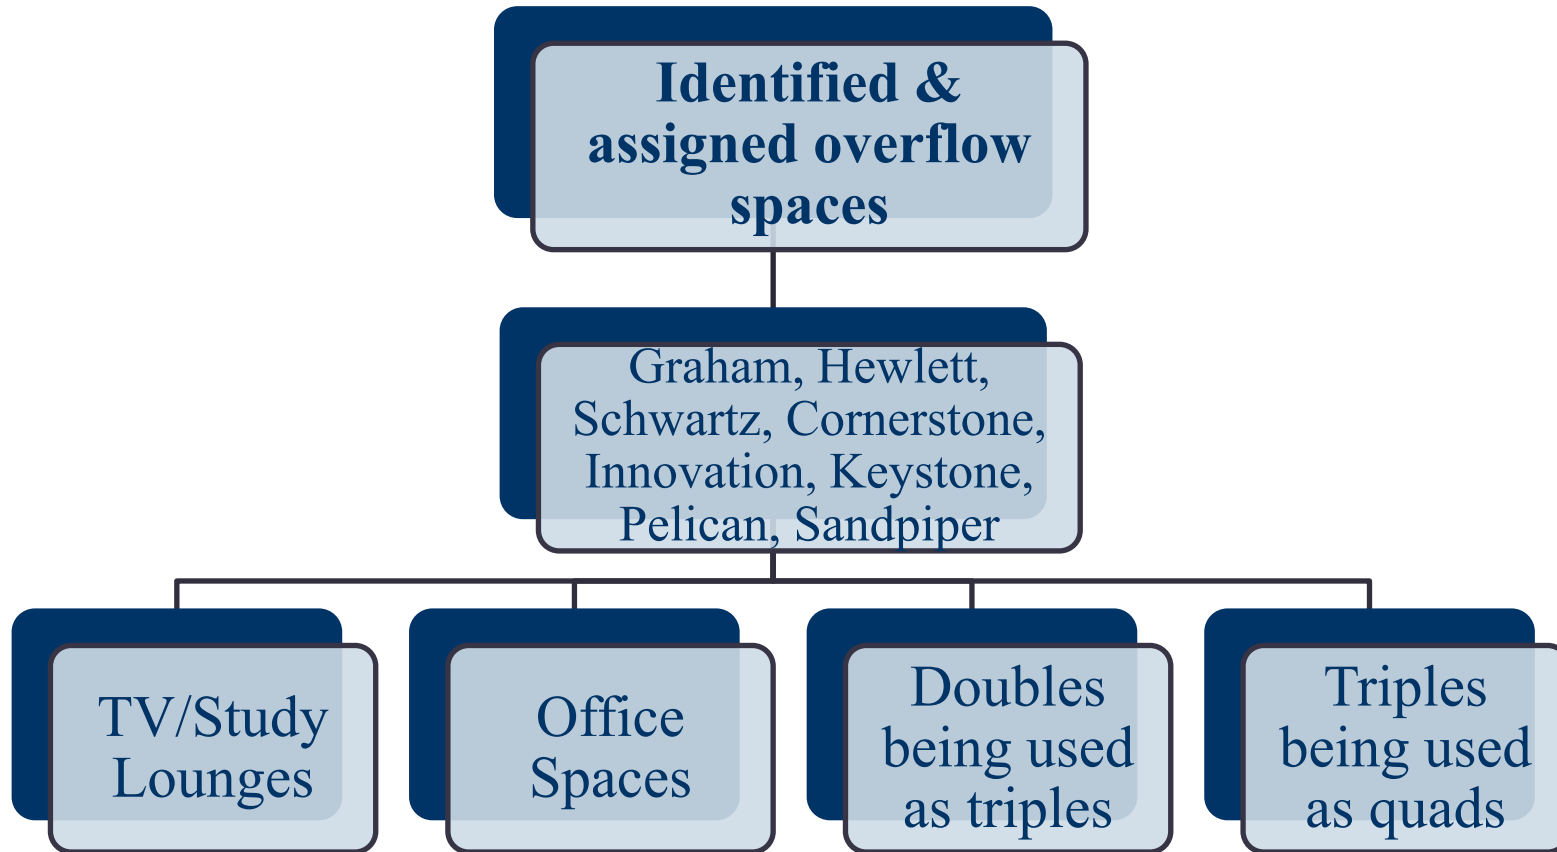 Identified &
assigned overflow
spaces
Graham, Hewlett,
Schwartz, Cornerstone,
Innovation, Keystone,
Pelican, Sandpiper
TV/Study
Lounges
Office
Spaces
Doubles
being used
as triples
Triples
being used
as quads